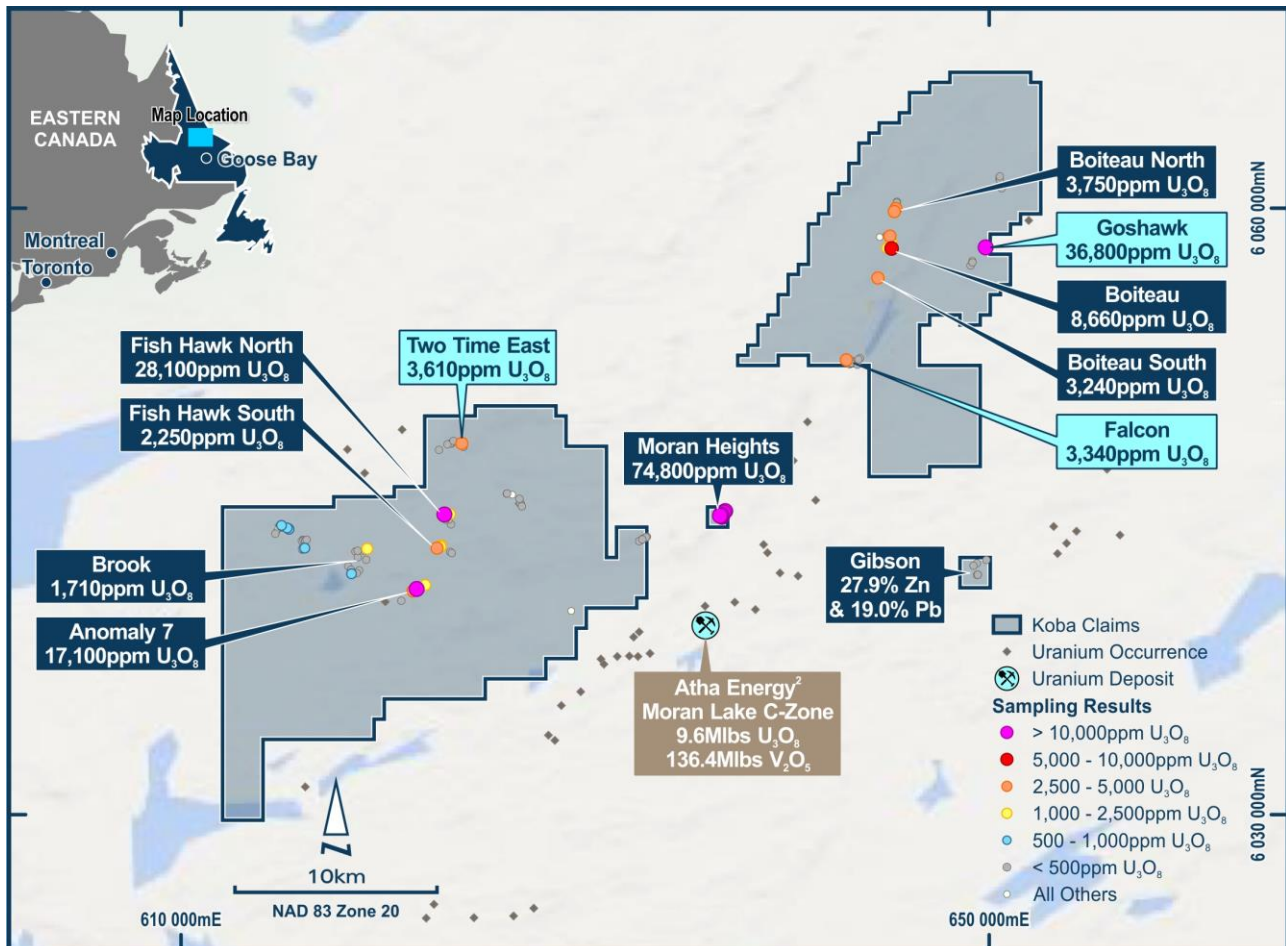 EASTERN
CANADA
Map Location
Goose Bay
Montreal
Toronto
Boiteau North
3,750ppm U₃O₈
Goshawk
36,800ppm U₃O₈
Boiteau
8,660ppm U₃O₈
Boiteau South
3,240ppm U₃O₈
Falcon
3,340ppm U₃O₈
Fish Hawk North
28,100ppm U₃O₈
Two Time East
3,610ppm U₃O₈
Fish Hawk South
2,250ppm U₃O₈
Moran Heights
74,800ppm U₃O₈
Brook
1,710ppm U₃O₈
Anomaly 7
17,100ppm U₃O₈
Gibson
27.9% Zn
& 19.0% Pb
Atha Energy²
Moran Lake C-Zone
9.6Mlbs U₃O₈
136.4Mlbs V₂O₅
Koba Claims
Uranium Occurrence
Uranium Deposit
Sampling Results
> 10,000ppm U₃O₈
5,000 - 10,000ppm U₃O₈
2,500 - 5,000 U₃O₈
1,000 - 2,500ppm U₃O₈
500 - 1,000ppm U₃O₈
< 500ppm U₃O₈
All Others
N
10km
NAD 83 Zone 20
610 000mE
650 000mE
6 060 000mN
6 030 000mN